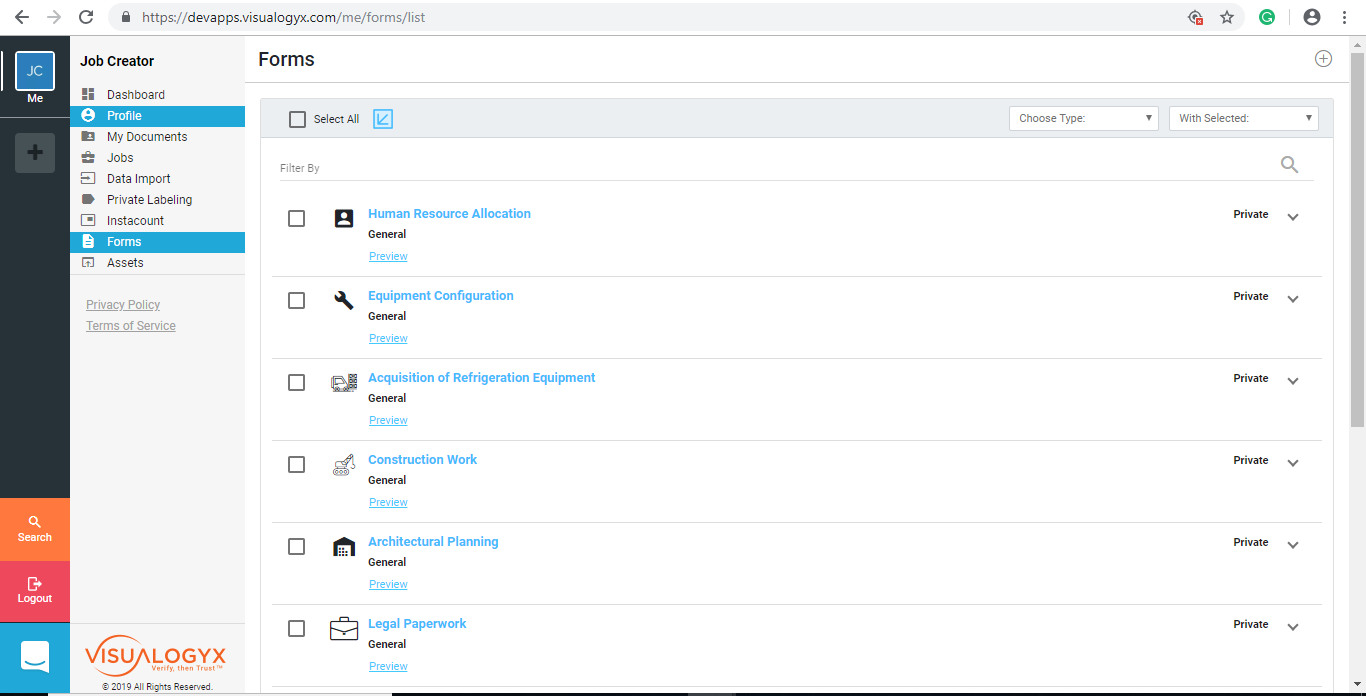 https://devapps.visualogyx.com/me/forms/list
JC
Me
Search
Logout
Job Creator
Dashboard
Profile
My Documents
Jobs
Data Import
Private Labeling
Instacount
Forms
Assets
Privacy Policy
Terms of Service
VISUALOGYX
Verify, then Trust™
© 2019 All Rights Reserved.
Forms
Select All
Choose Type:
With Selected:
Filter By
Human Resource Allocation
Private
General
Preview
Equipment Configuration
Private
General
Preview
Acquisition of Refrigeration Equipment
Private
General
Preview
Construction Work
Private
General
Preview
Architectural Planning
Private
General
Preview
Legal Paperwork
Private
General
Preview